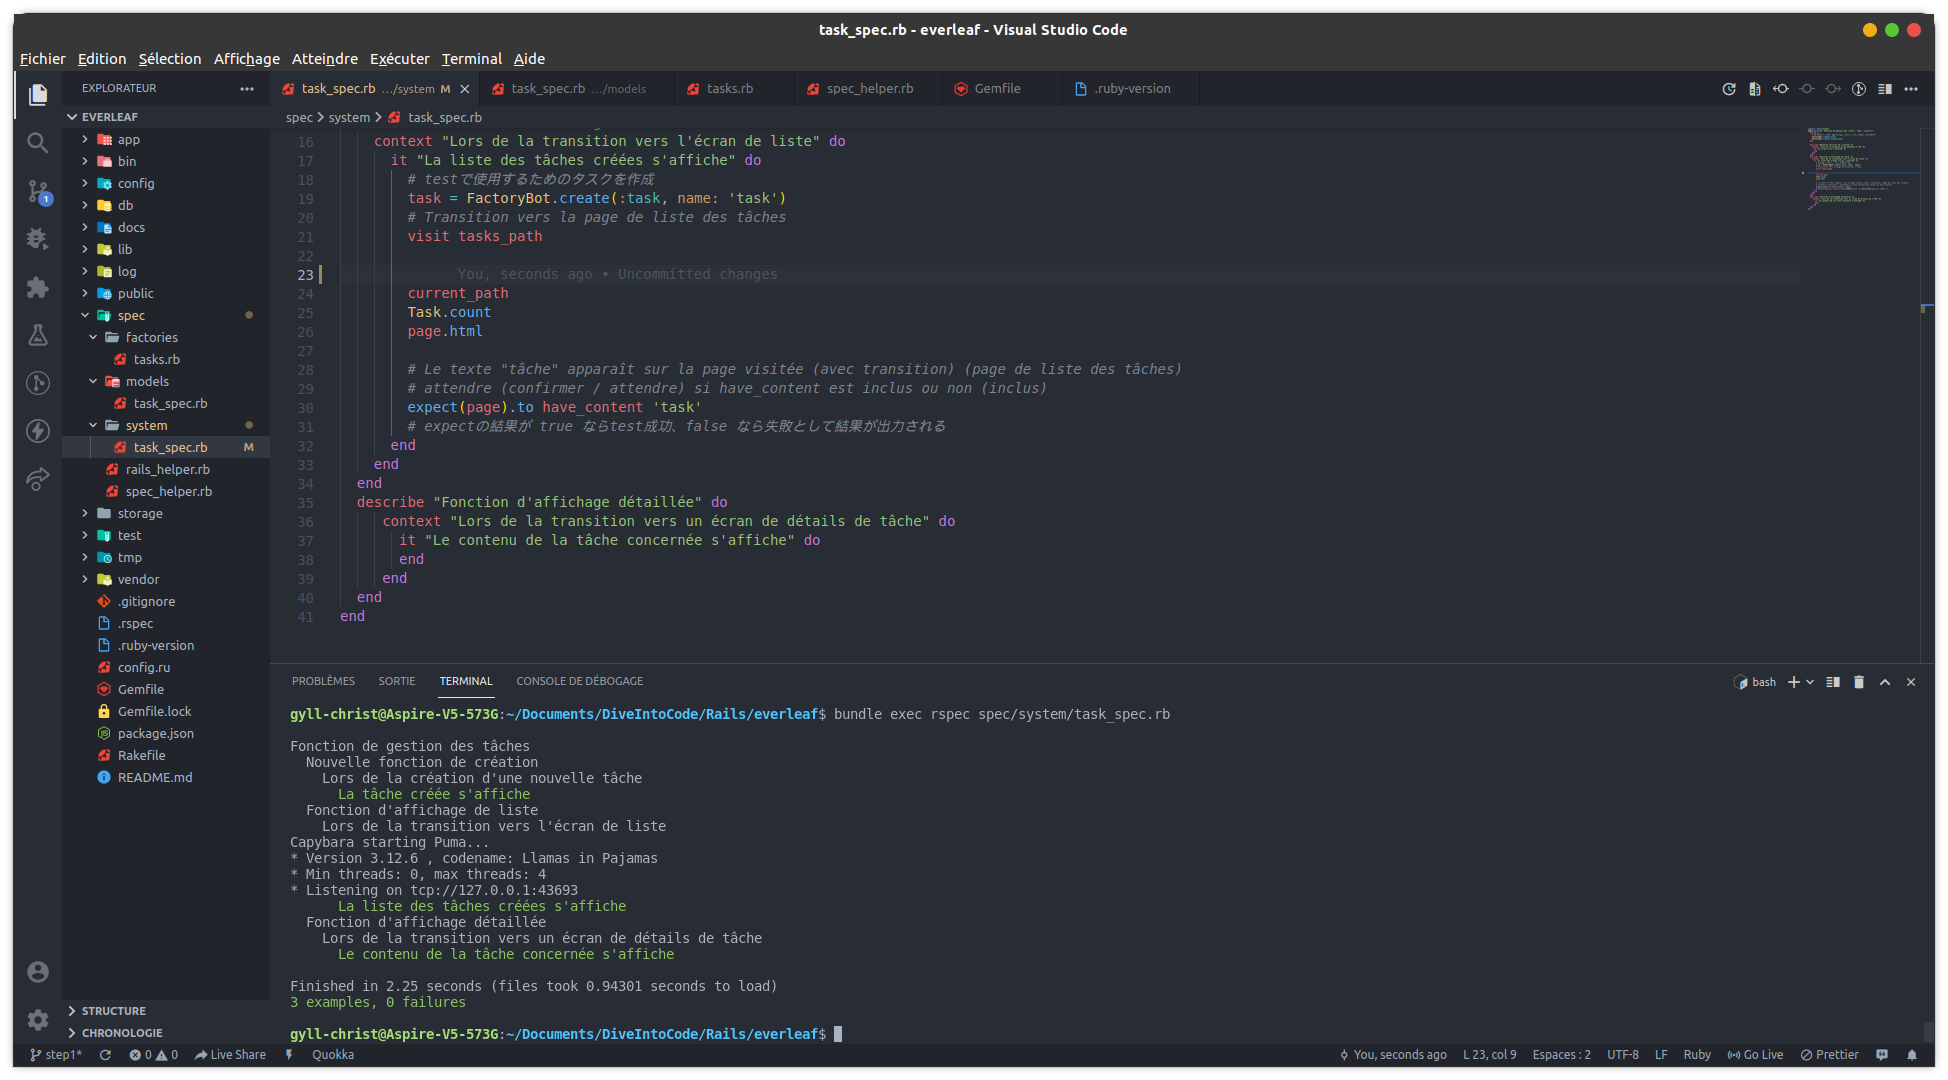 task_spec.rb - everleaf - Visual Studio Code
Fichier Edition Sélection Affichage Atteindre Exécuter Terminal Aide
EXPLORATEUR
task_spec.rb .../system M
task_spec.rb .../models
tasks.rb
spec_helper.rb
Gemfile
.ruby-version
spec > system > task_spec.rb
EVERLEAF
app
bin
config
db
docs
lib
log
public
spec
factories
tasks.rb
models
task_spec.rb
system
task_spec.rb M
rails_helper.rb
spec_helper.rb
storage
test
tmp
vendor
.gitignore
.rspec
.ruby-version
config.ru
Gemfile
Gemfile.lock
package.json
Rakefile
README.md
STRUCTURE
CHRONOLOGIE
1
16 context "Lors de la transition vers l'écran de liste" do
17 it "La liste des tâches créées s'affiche" do
18 # testで使用するためのタスクを作成
19 task = FactoryBot.create(:task, name: 'task')
20 # Transition vers la page de liste des tâches
21 visit tasks_path
22
23 You, seconds ago • Uncommitted changes
24 current_path
25 Task.count
26 page.html
27
28 # Le texte "tâche" apparaît sur la page visitée (avec transition) (page de liste des tâches)
29 # attendre (confirmer / attendre) si have_content est inclus ou non (inclus)
30 expect(page).to have_content 'task'
31 # expectの結果が true ならtest成功、false なら失敗として結果が出力される
32 end
33 end
34 end
35 describe "Fonction d'affichage détaillée" do
36 context "Lors de la transition vers un écran de détails de tâche" do
37 it "Le contenu de la tâche concernée s'affiche" do
38 end
39 end
40 end
41 end
PROBLÈMES SORTIE TERMINAL CONSOLE DE DÉBOGAGE
bash
gyll-christ@Aspire-V5-573G:~/Documents/DiveIntoCode/Rails/everleaf$ bundle exec rspec spec/system/task_spec.rb
Fonction de gestion des tâches
Nouvelle fonction de création
Lors de la création d'une nouvelle tâche
La tâche créée s'affiche
Fonction d'affichage de liste
Lors de la transition vers l'écran de liste
Capybara starting Puma...
* Version 3.12.6 , codename: Llamas in Pajamas
* Min threads: 0, max threads: 4
* Listening on tcp://127.0.0.1:43693
La liste des tâches créées s'affiche
Fonction d'affichage détaillée
Lors de la transition vers un écran de détails de tâche
Le contenu de la tâche concernée s'affiche
Finished in 2.25 seconds (files took 0.94301 seconds to load)
3 examples, 0 failures
gyll-christ@Aspire-V5-573G:~/Documents/DiveIntoCode/Rails/everleaf$
step1* 0 0 Live Share Quokka You, seconds ago L 23, col 9 Espaces : 2 UTF-8 LF Ruby Go Live Prettier